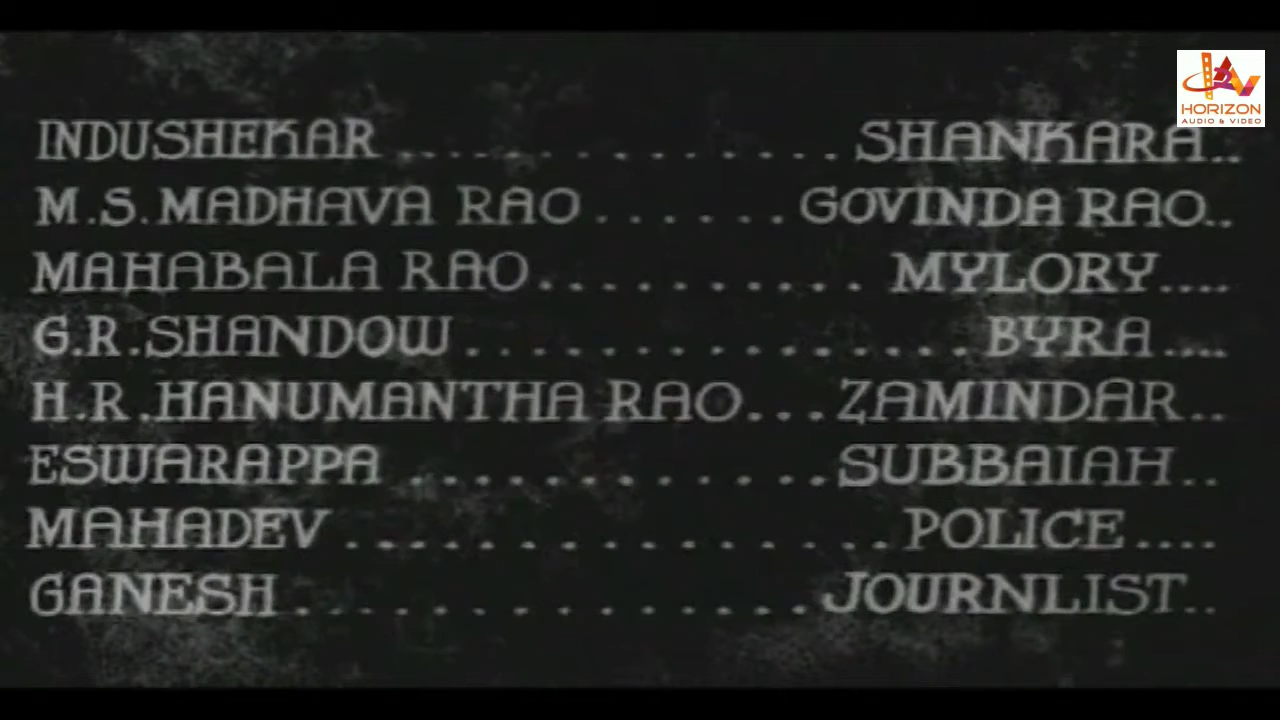 HORIZON
AUDIO & VIDEO
INDUSHEKAR .............. SHANKARA..
M.S.MADHAVA RAO ...... GOVINDA RAO..
MAHABALA RAO.......... MYLORY....
G.R.SHANDOW................BYRA....
H.R.HANUMANTHA RAO...ZAMINDAR..
ESWARAPPA ............SUBBAIAH..
MAHADEV ................POLICE....
GANESH...............JOURNLIST..